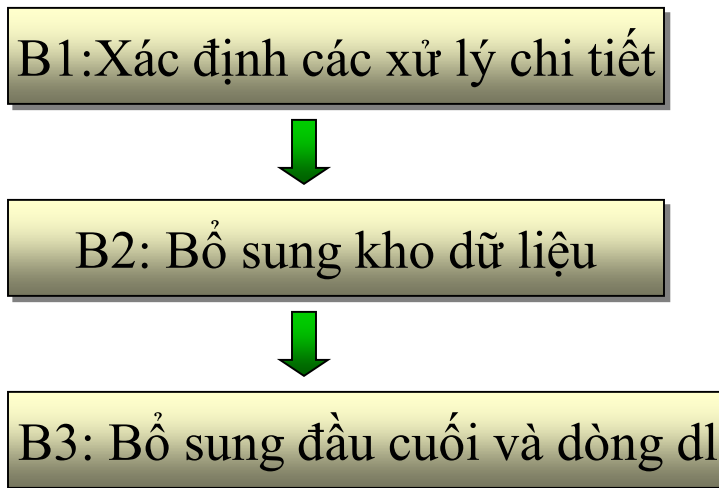 B1:Xác định các xử lý chi tiết
B2: Bổ sung kho dữ liệu
B3: Bổ sung đầu cuối và dòng dl